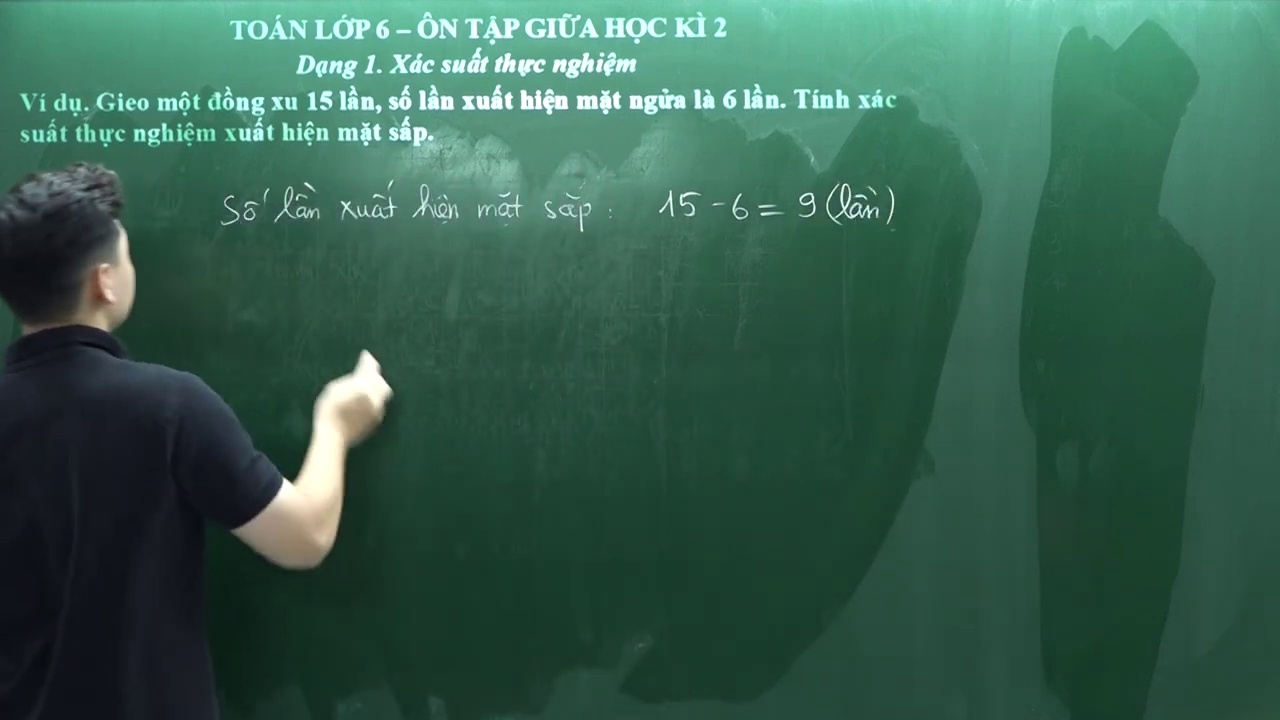 TOÁN LỚP 6 – ÔN TẬP GIỮA HỌC KÌ 2
Dạng 1. Xác suất thực nghiệm
Ví dụ. Gieo một đồng xu 15 lần, số lần xuất hiện mặt ngửa là 6 lần. Tính xác
suất thực nghiệm xuất hiện mặt sấp.
Số lần xuất hiện mặt sấp : 15 - 6 = 9 (lần)